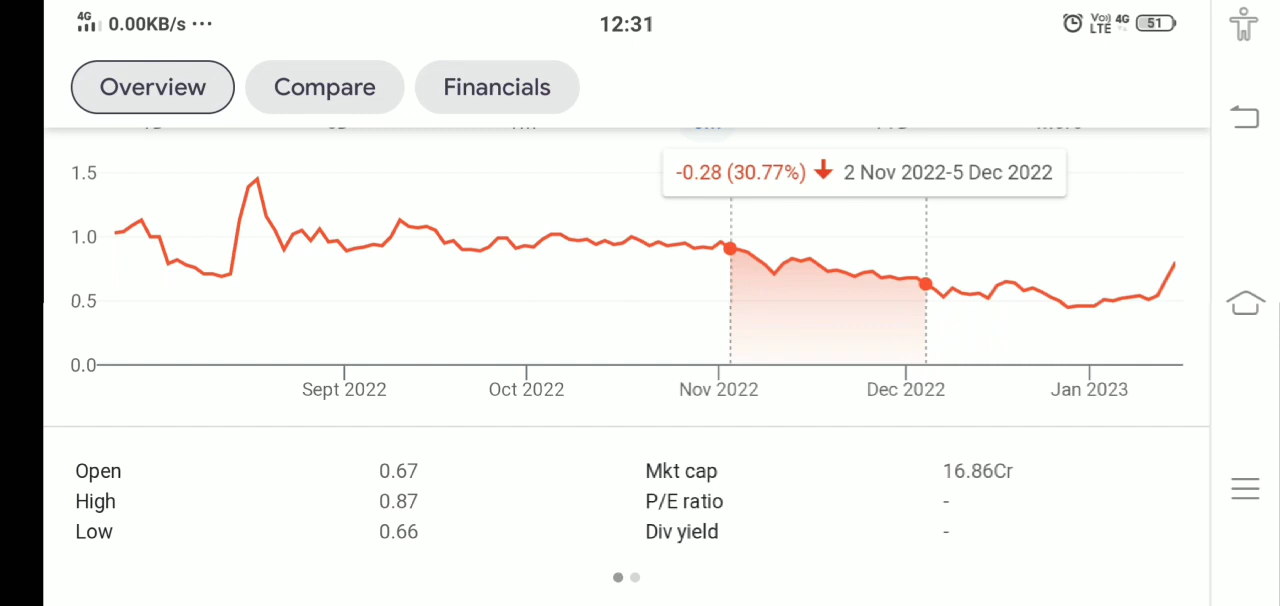 4G 0.00KB/s ··· 12:31 Vo) LTE 4G 51
Overview Compare Financials
-0.28 (30.77%) 2 Nov 2022-5 Dec 2022
1.5
1.0
0.5
0.0
Sept 2022 Oct 2022 Nov 2022 Dec 2022 Jan 2023
Open 0.67 Mkt cap 16.86Cr
High 0.87 P/E ratio -
Low 0.66 Div yield -